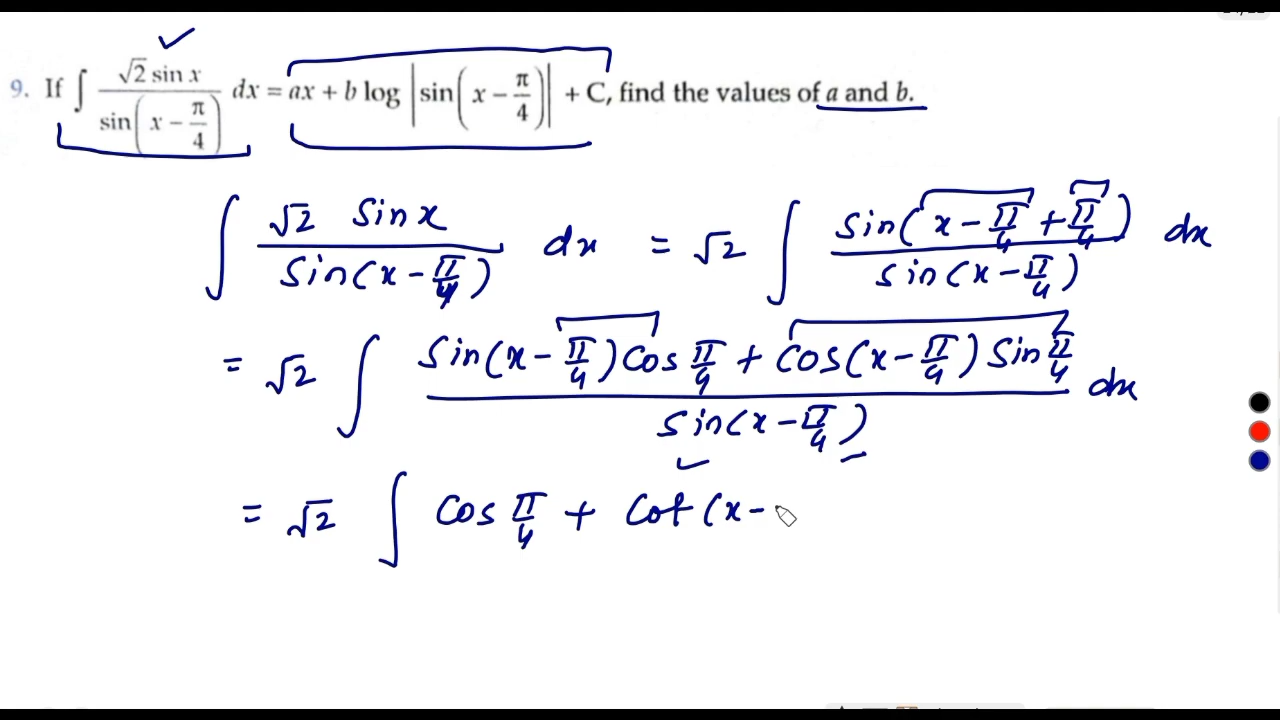 9. If ∫ √2 sin x / sin(x − π/4) dx = ax + b log |sin(x − π/4)| + C, find the values of a and b.
∫ √2 Sin x / Sin(x − π/4) dx = √2 ∫ Sin(x − π/4 + π/4) / Sin(x − π/4) dx
= √2 ∫ Sin(x − π/4) Cos π/4 + Cos(x − π/4) Sin π/4 / Sin(x − π/4) dx
= √2 ∫ Cos π/4 + Cot (x −